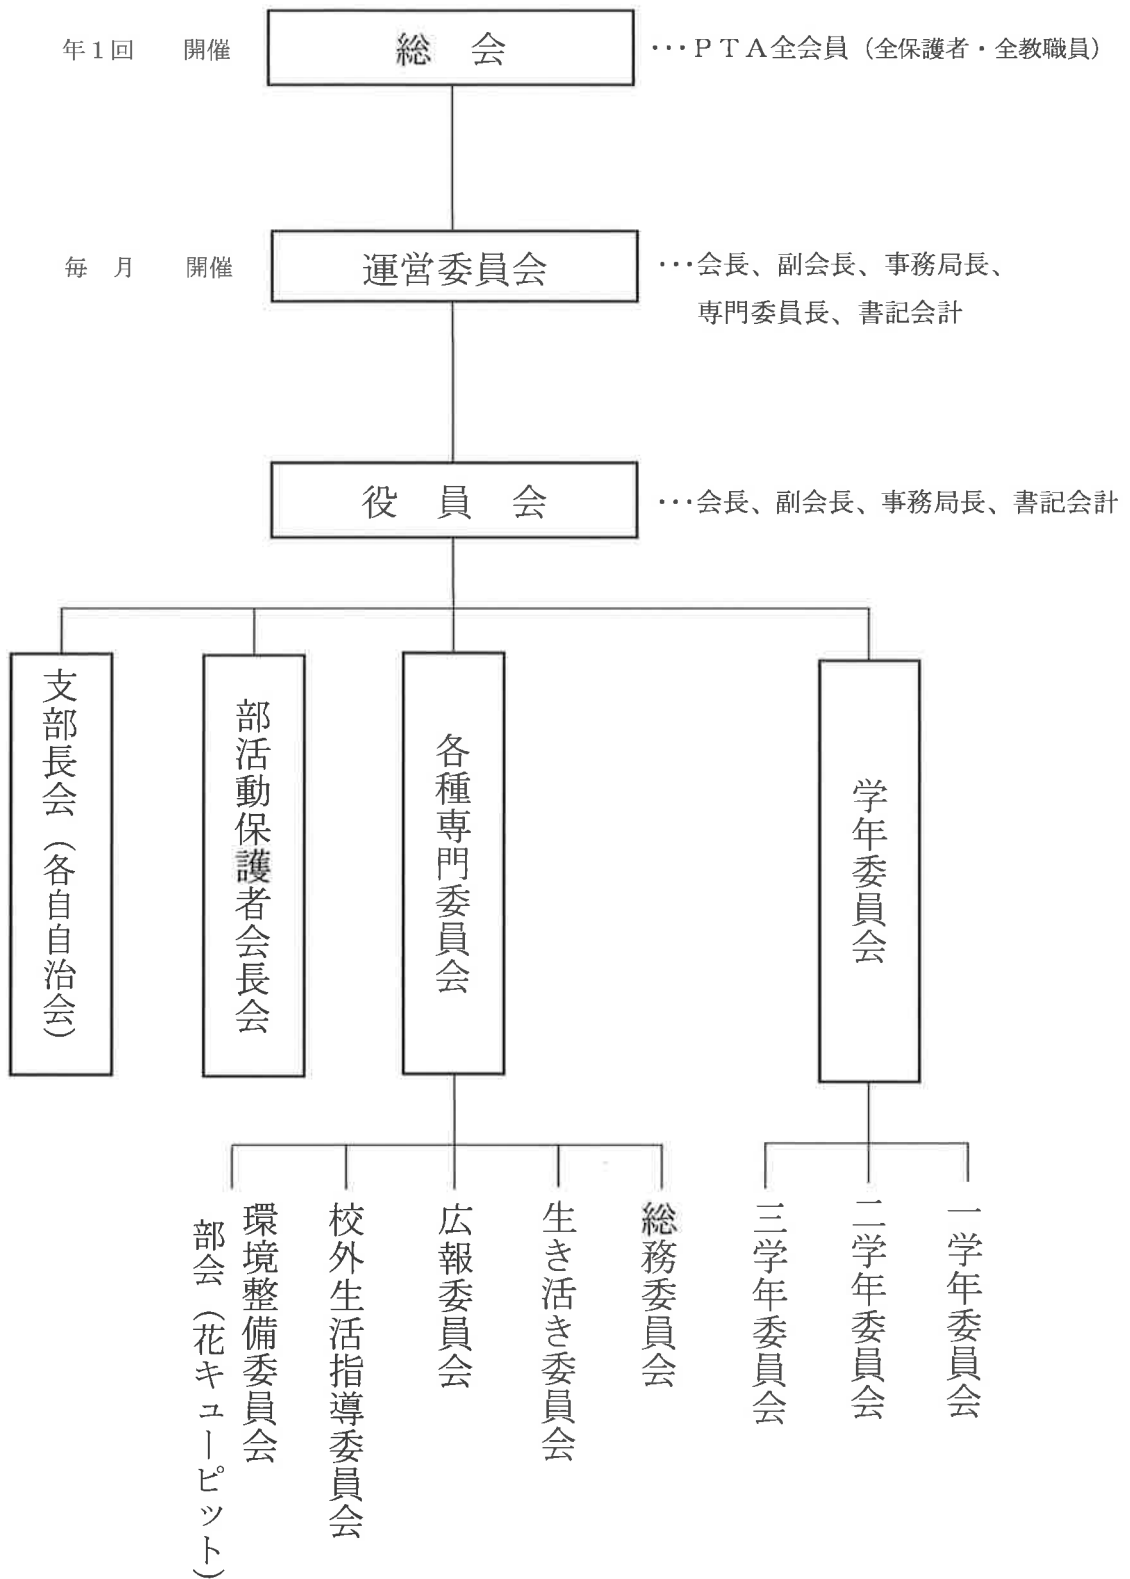 年１回　開催
総　会
…ＰＴＡ全会員（全保護者・全教職員）
毎　月　開催
運営委員会
…会長、副会長、事務局長、
専門委員長、書記会計
役　員　会
…会長、副会長、事務局長、書記会計
支部長会（各自自治会）
部活動保護者会長会
各種専門委員会
学年委員会
一学年委員会
二学年委員会
三学年委員会
総務委員会
生き活き委員会
広報委員会
校外生活指導委員会
環境整備委員会
部会（花キューピット）